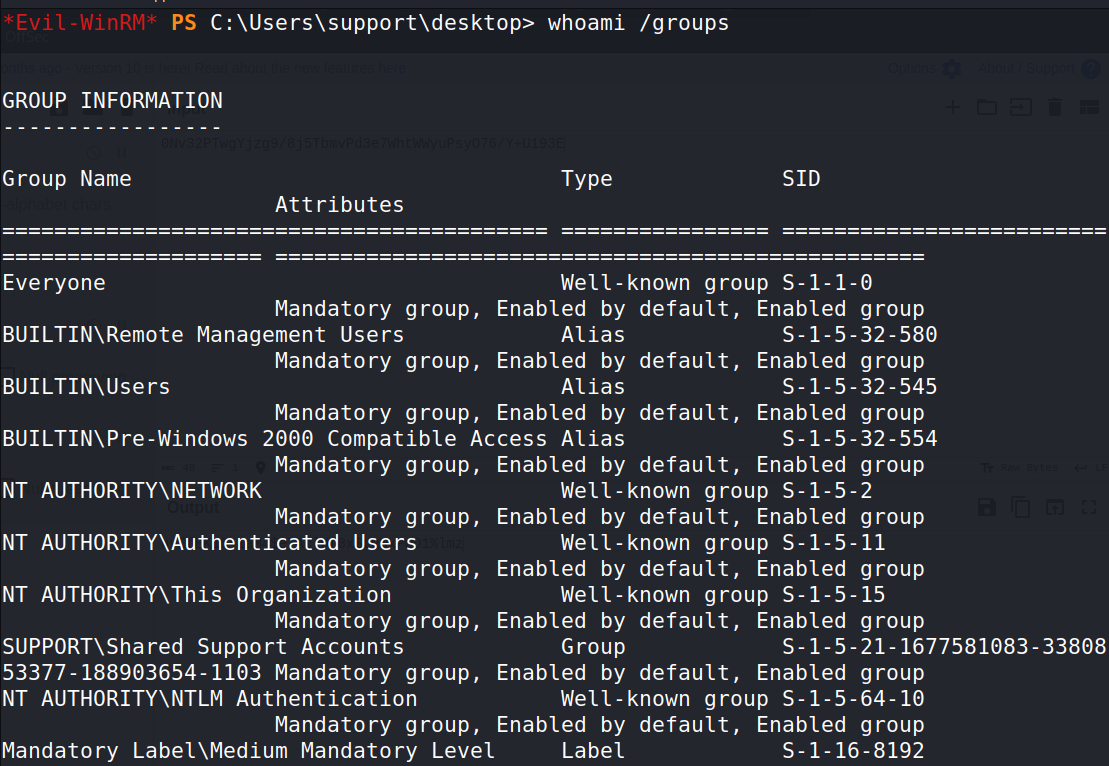 *Evil-WinRM* PS C:\Users\support\desktop> whoami /groups
Options
About / Support
GROUP INFORMATION
-----------------
Group Name                                 Type             SID
                     Attributes
========================================== ================ =========================
==================== ==================================================
Everyone                                   Well-known group S-1-1-0
                     Mandatory group, Enabled by default, Enabled group
BUILTIN\Remote Management Users            Alias            S-1-5-32-580
                     Mandatory group, Enabled by default, Enabled group
BUILTIN\Users                              Alias            S-1-5-32-545
                     Mandatory group, Enabled by default, Enabled group
BUILTIN\Pre-Windows 2000 Compatible Access Alias            S-1-5-32-554
                     Mandatory group, Enabled by default, Enabled group
NT AUTHORITY\NETWORK                       Well-known group S-1-5-2
                     Mandatory group, Enabled by default, Enabled group
Output
NT AUTHORITY\Authenticated Users           Well-known group S-1-5-11
                     Mandatory group, Enabled by default, Enabled group
NT AUTHORITY\This Organization             Well-known group S-1-5-15
                     Mandatory group, Enabled by default, Enabled group
SUPPORT\Shared Support Accounts            Group            S-1-5-21-1677581083-33808
53377-188903654-1103 Mandatory group, Enabled by default, Enabled group
NT AUTHORITY\NTLM Authentication           Well-known group S-1-5-64-10
                     Mandatory group, Enabled by default, Enabled group
Mandatory Label\Medium Mandatory Level     Label            S-1-16-8192